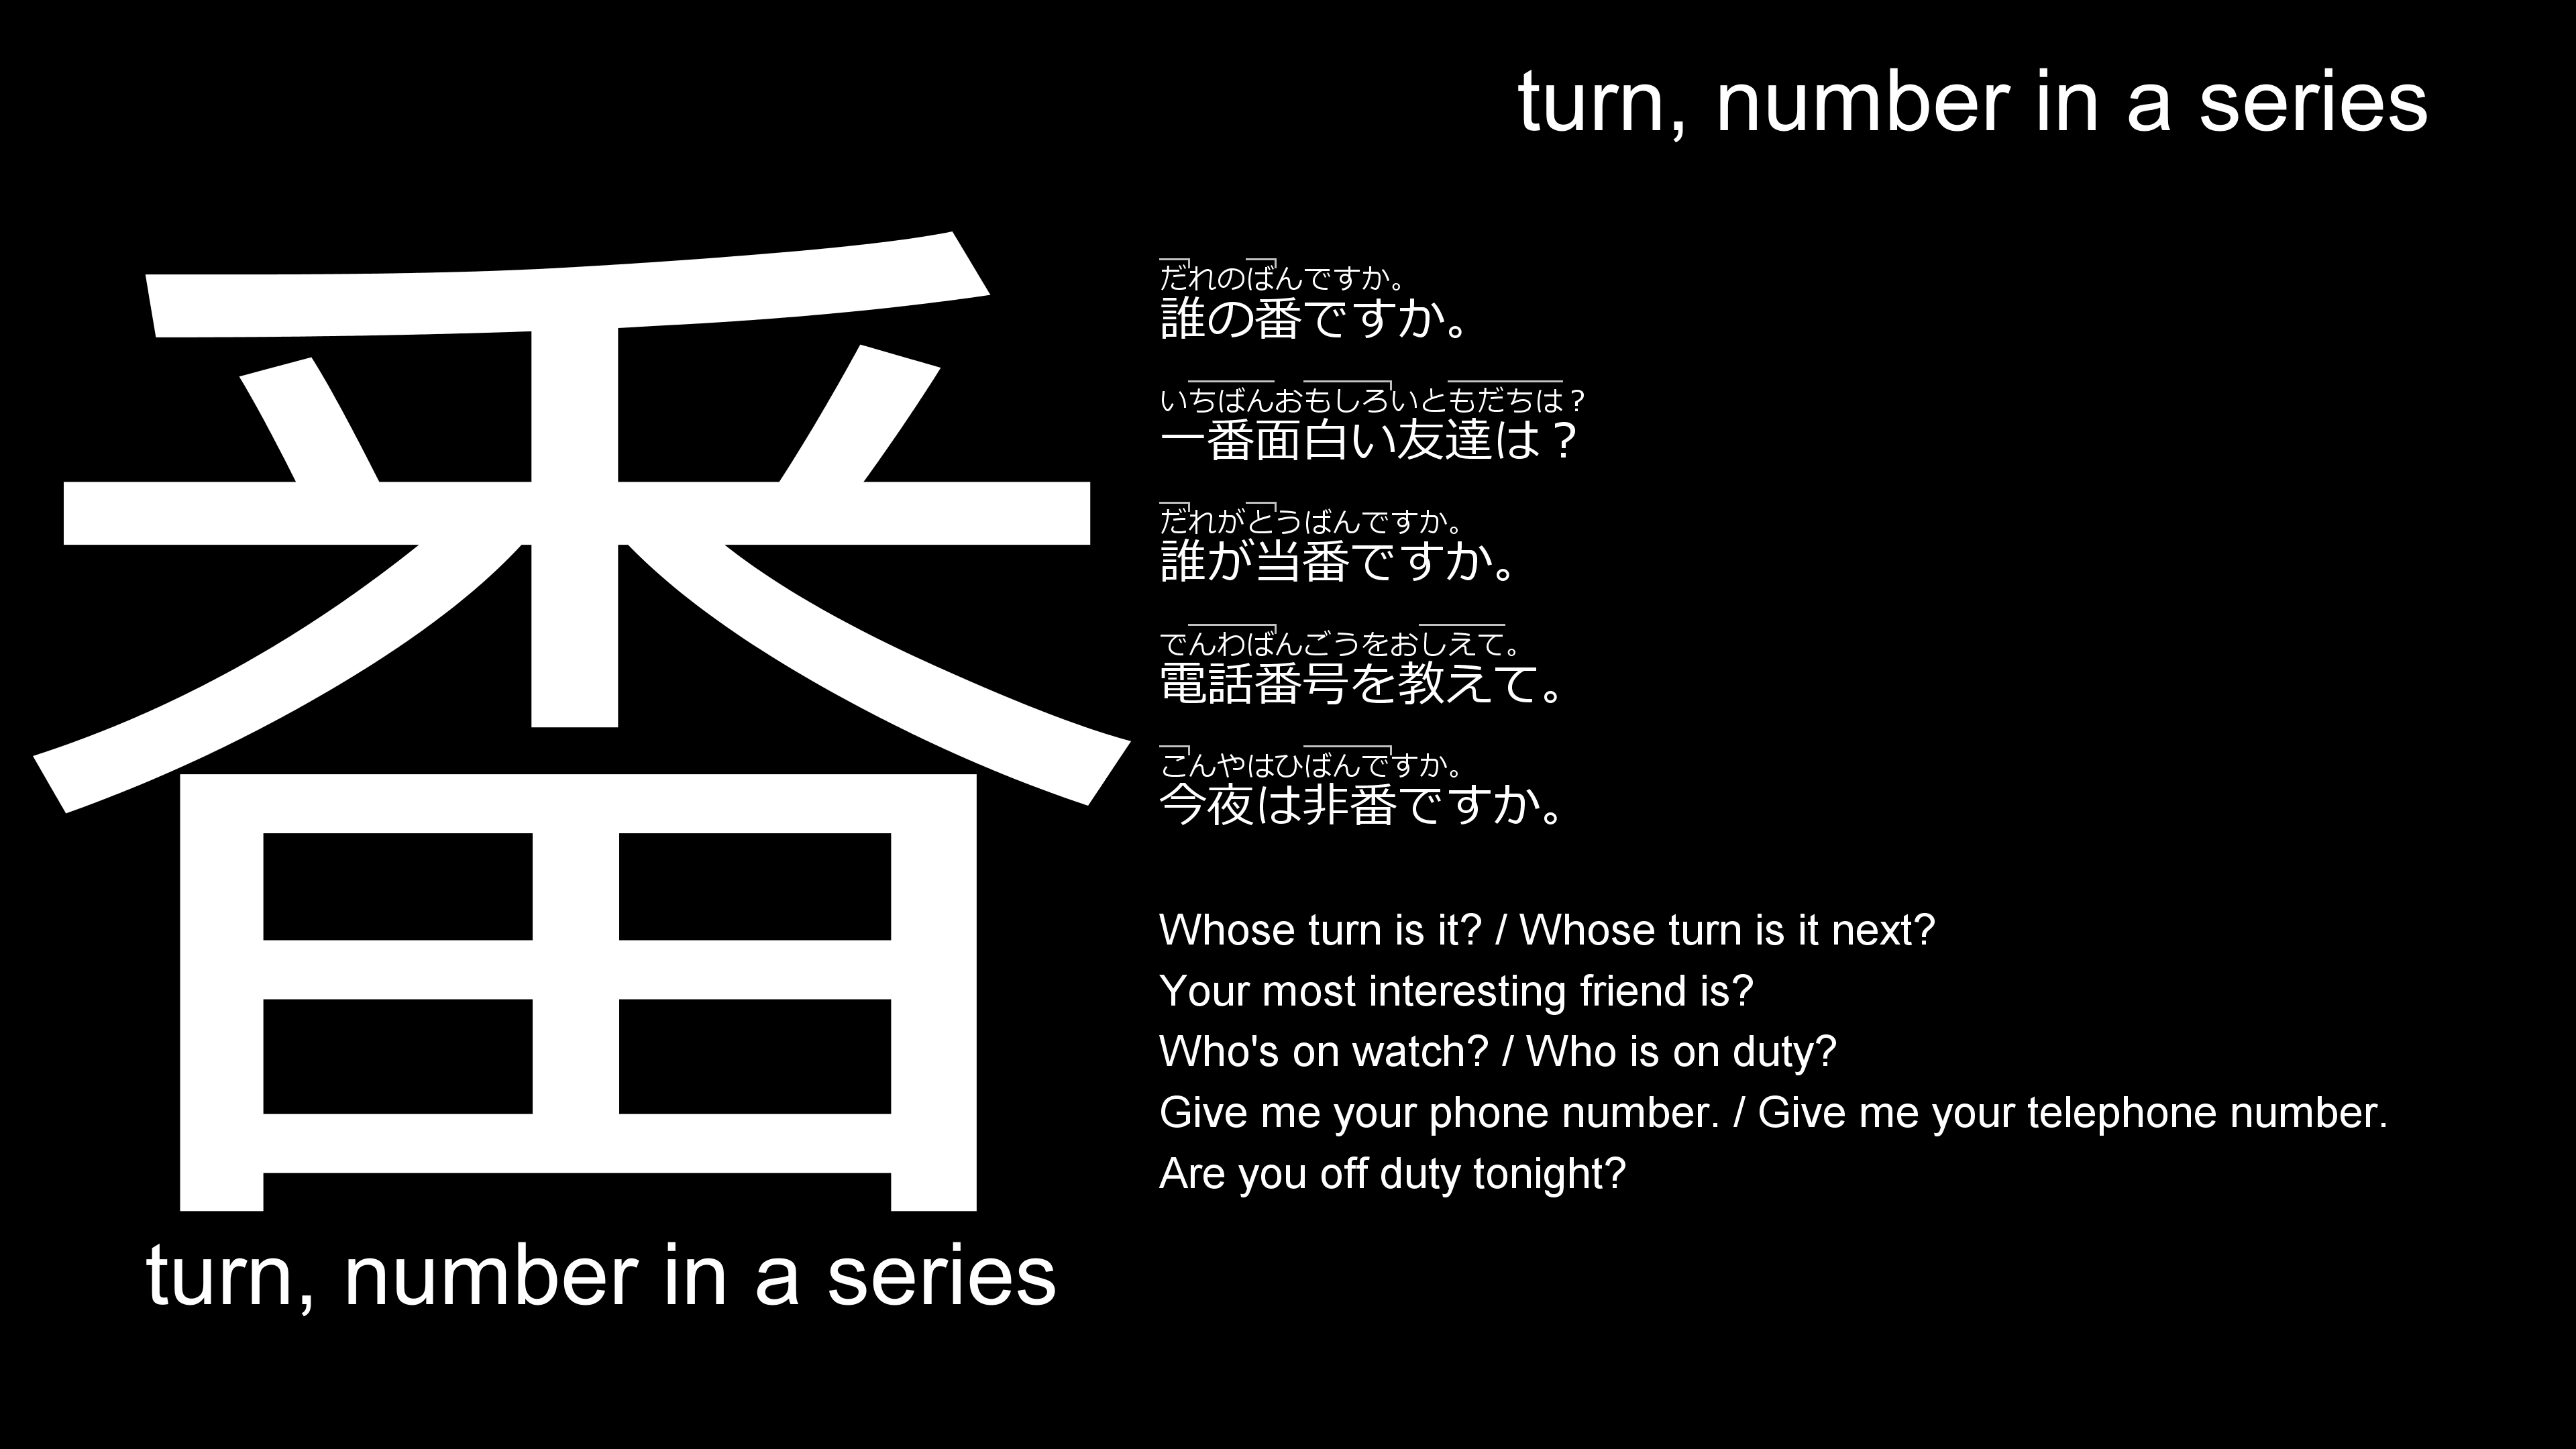 turn, number in a series
番
turn, number in a series
だれのばんですか。
誰の番ですか。
いちばんおもしろいともだちは？
一番面白い友達は？
だれがとうばんですか。
誰が当番ですか。
でんわばんごうをおしえて。
電話番号を教えて。
こんやはひばんですか。
今夜は非番ですか。
Whose turn is it? / Whose turn is it next?
Your most interesting friend is?
Who's on watch? / Who is on duty?
Give me your phone number. / Give me your telephone number.
Are you off duty tonight?